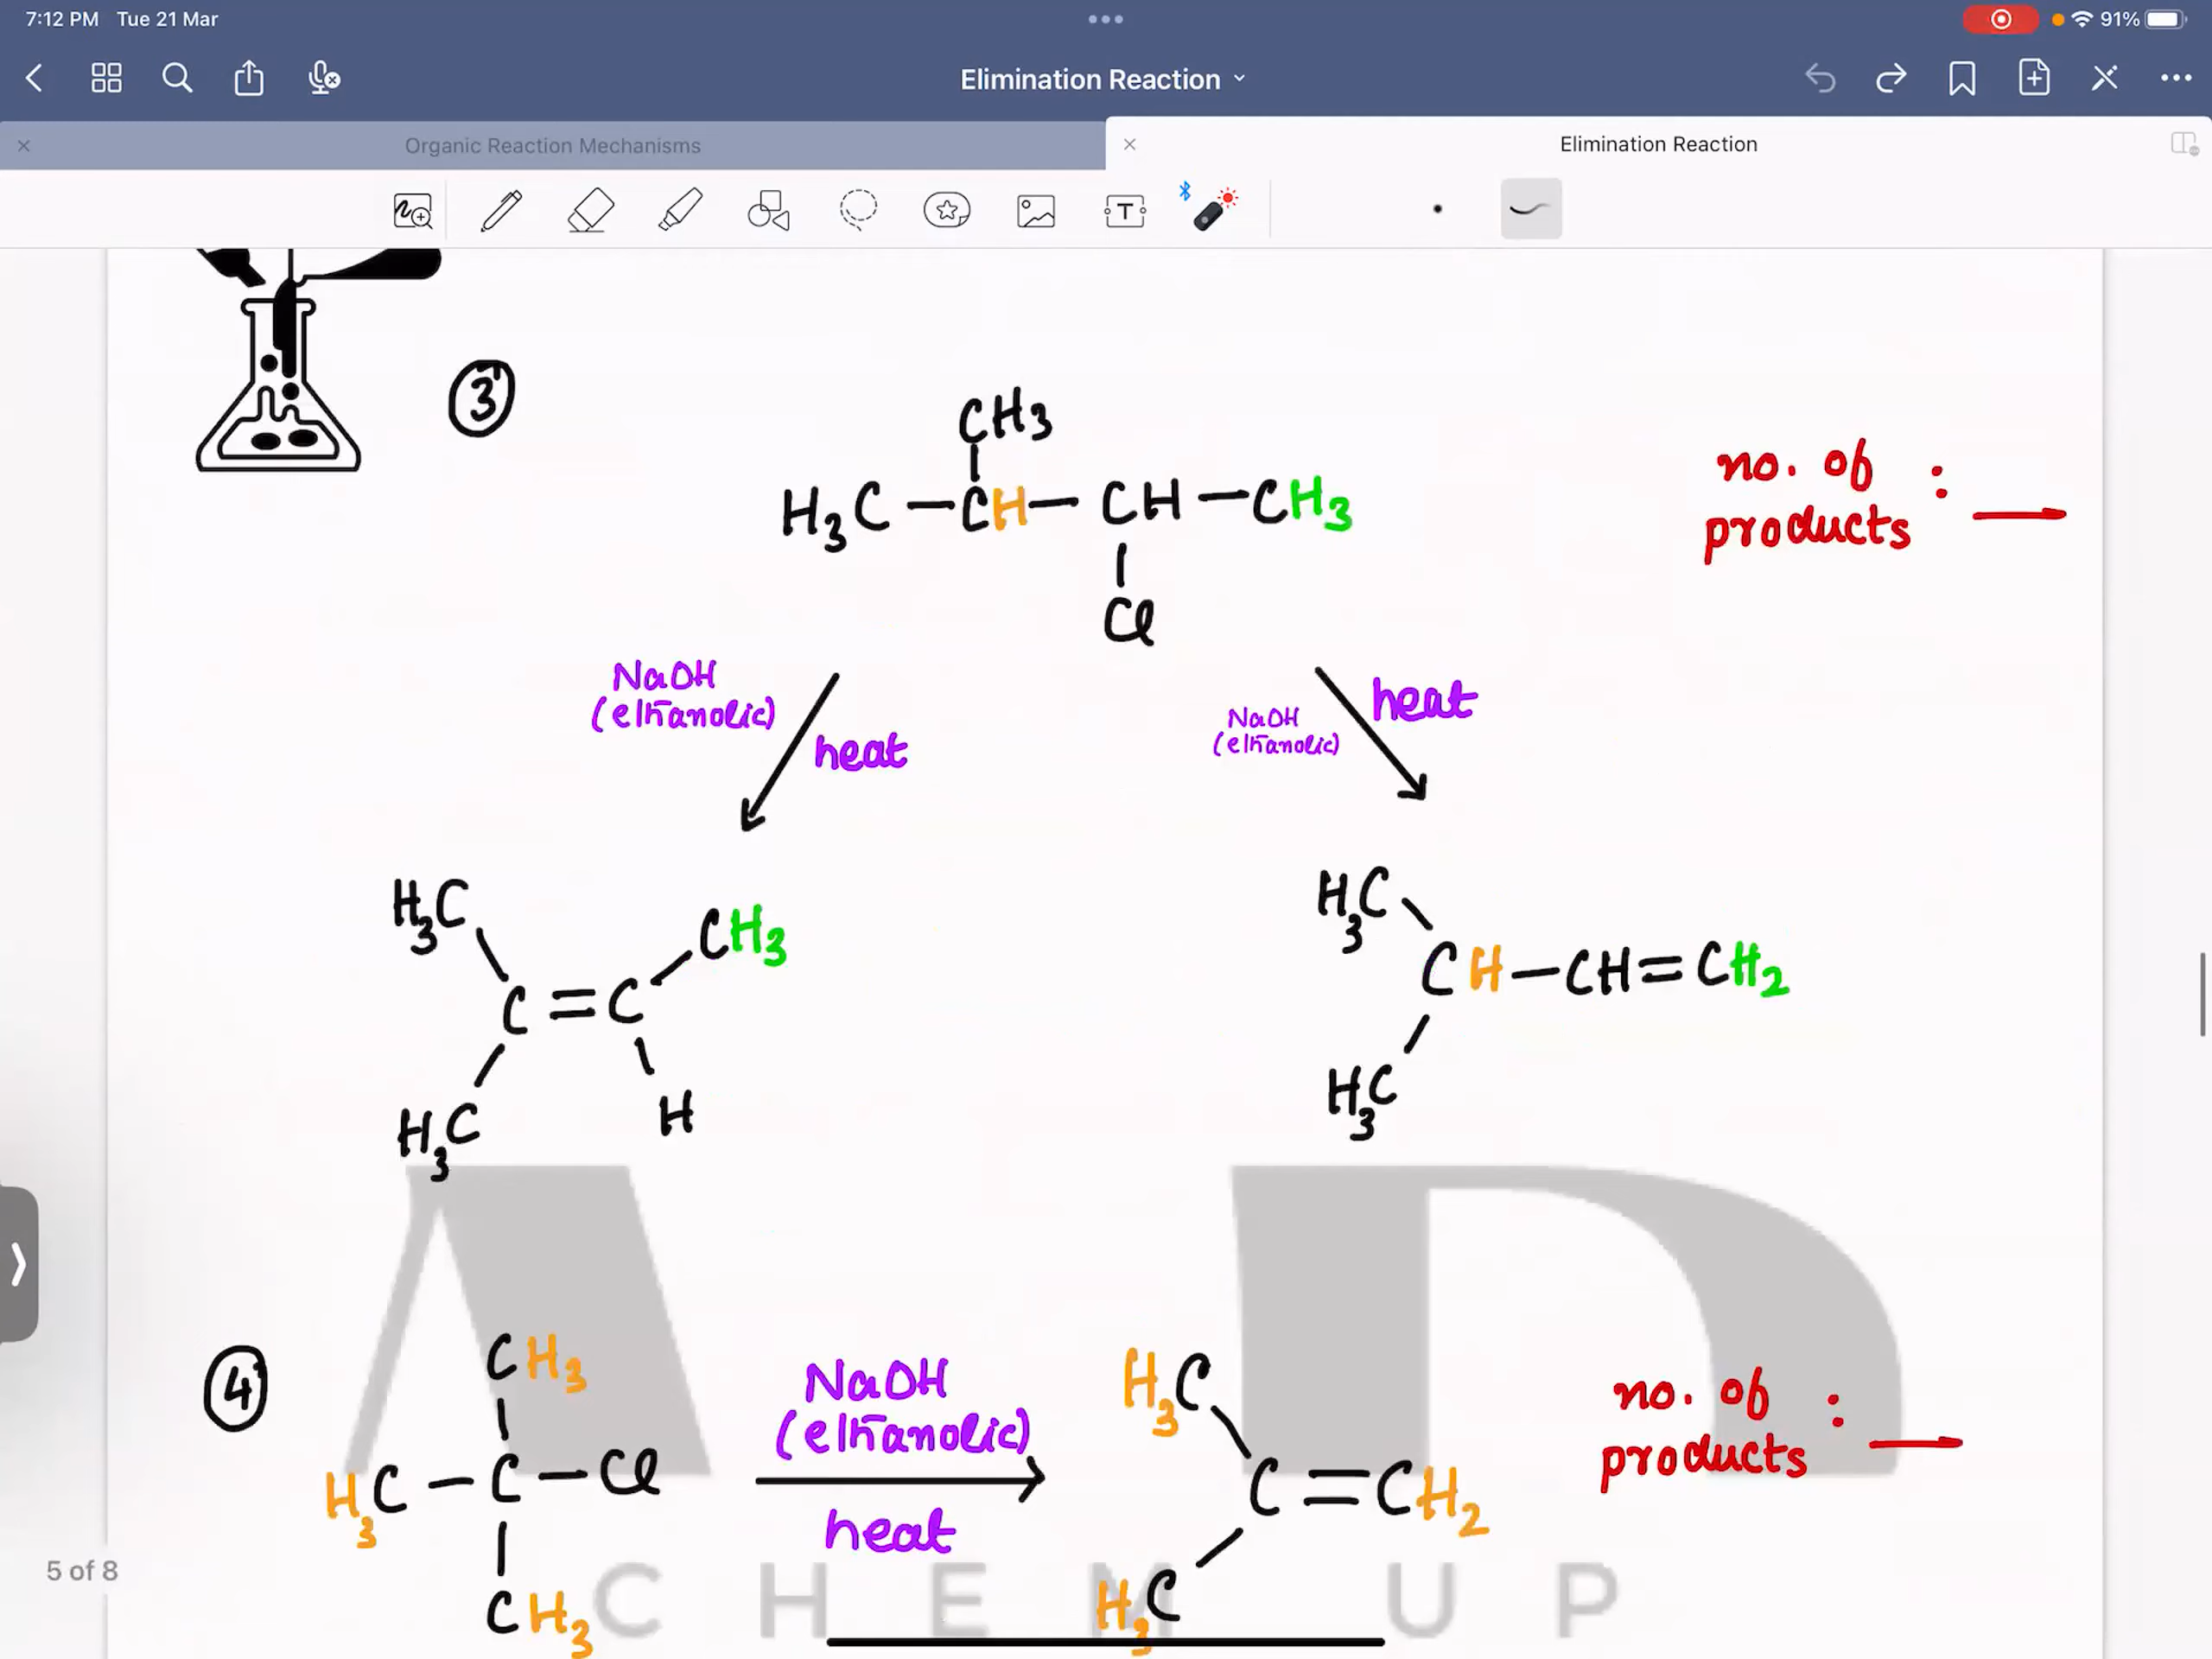 7:12 PM Tue 21 Mar
91%
Elimination Reaction
Organic Reaction Mechanisms
Elimination Reaction
T
3
CH3
H3C — CH — CH — CH3
Cl
no. of products : __
NaOH (ethanolic)
heat
NaOH (ethanolic)
heat
H3C
CH3
C = C
H3C
H
H3C
CH — CH = CH2
H3C
4
CH3
H3C — C — Cl
CH3
NaOH (ethanolic)
heat
H3C
C = CH2
H3C
no. of products : __
5 of 8
A D
CHEM UP